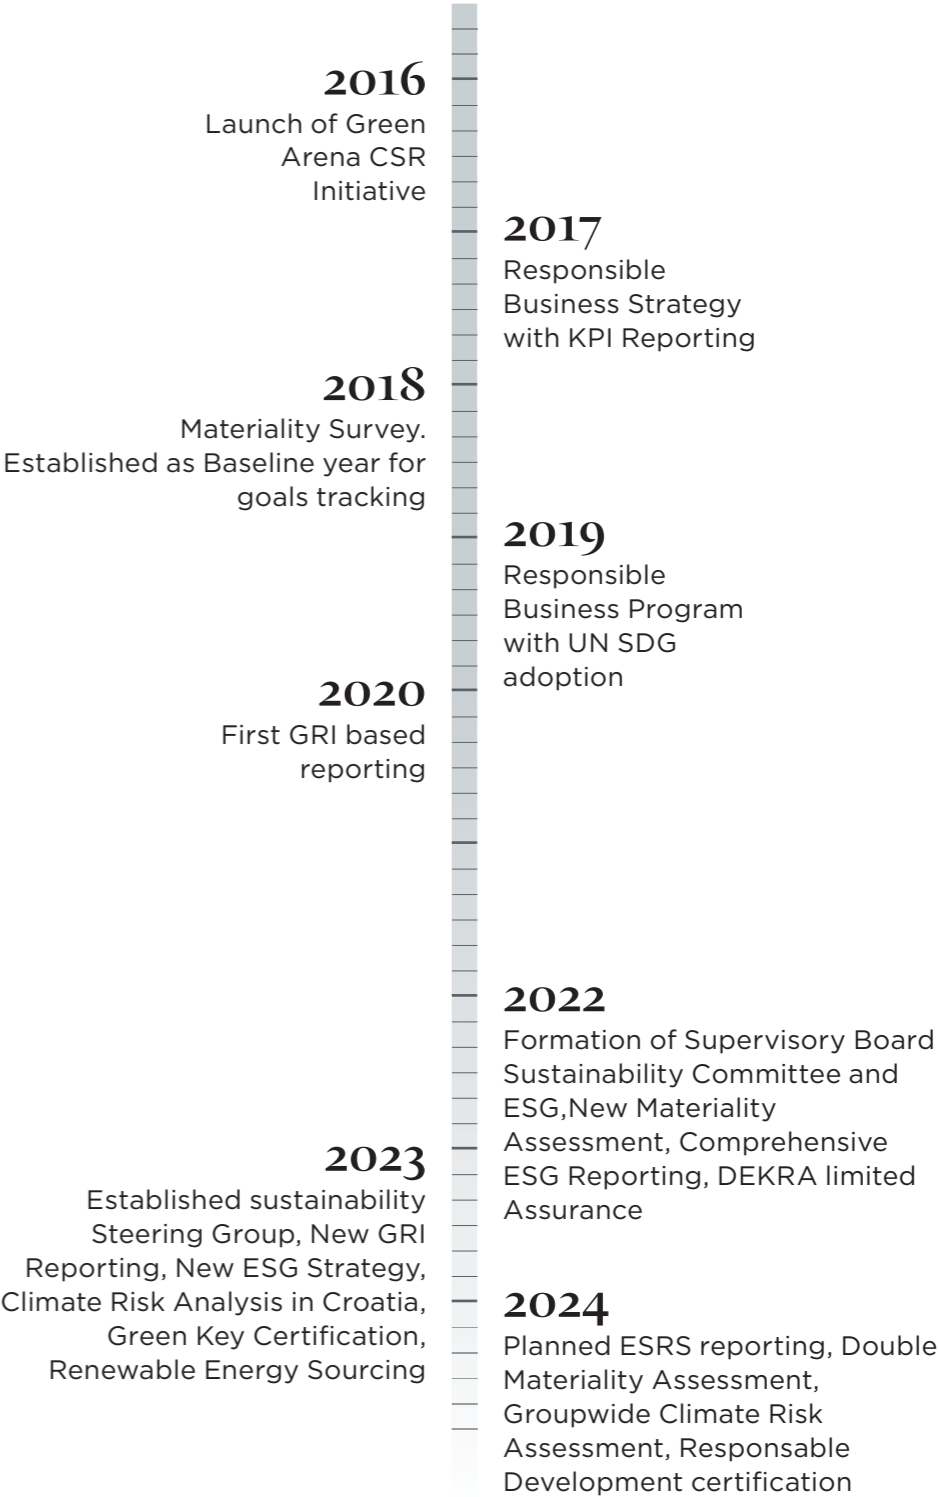 2016
Launch of Green
Arena CSR
Initiative
2017
Responsible
Business Strategy
with KPI Reporting
2018
Materiality Survey.
Established as Baseline year for
goals tracking
2019
Responsible
Business Program
with UN SDG
adoption
2020
First GRI based
reporting
2022
Formation of Supervisory Board
Sustainability Committee and
ESG,New Materiality
Assessment, Comprehensive
ESG Reporting, DEKRA limited
Assurance
2023
Established sustainability
Steering Group, New GRI
Reporting, New ESG Strategy,
Climate Risk Analysis in Croatia,
Green Key Certification,
Renewable Energy Sourcing
2024
Planned ESRS reporting, Double
Materiality Assessment,
Groupwide Climate Risk
Assessment, Responsable
Development certification